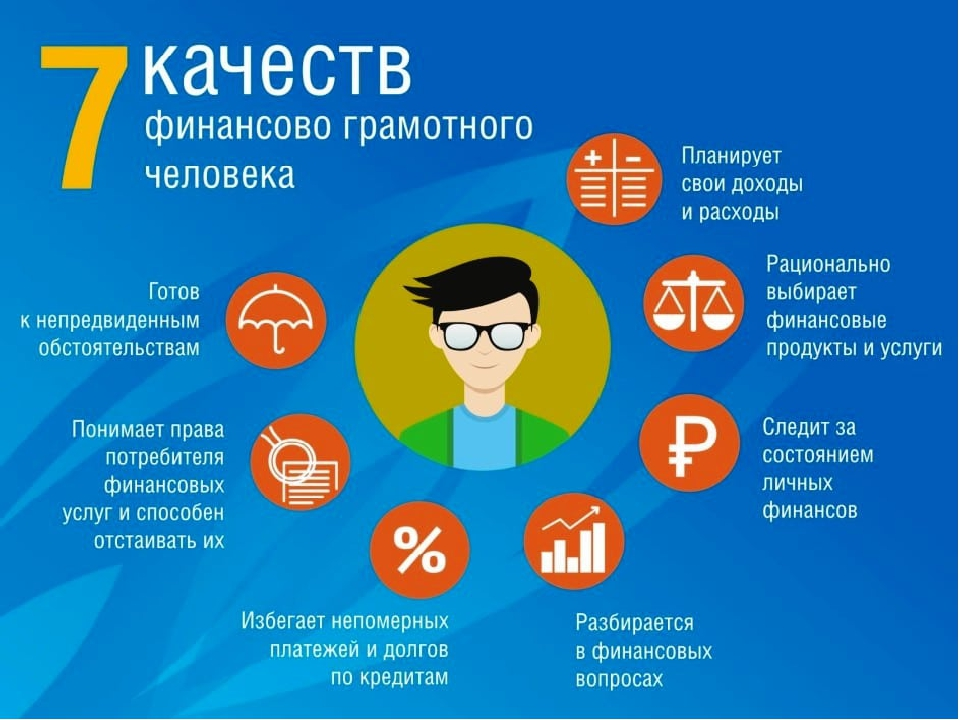 7 качеств
финансово грамотного
человека
Планирует
свои доходы
и расходы
Рационально
выбирает
финансовые
продукты и услуги
Следит за
состоянием
личных
финансов
Разбирается
в финансовых
вопросах
Избегает непомерных
платежей и долгов
по кредитам
Понимает права
потребителя
финансовых
услуг и способен
отстаивать их
Готов
к непредвиденным
обстоятельствам
+ -
₽
%